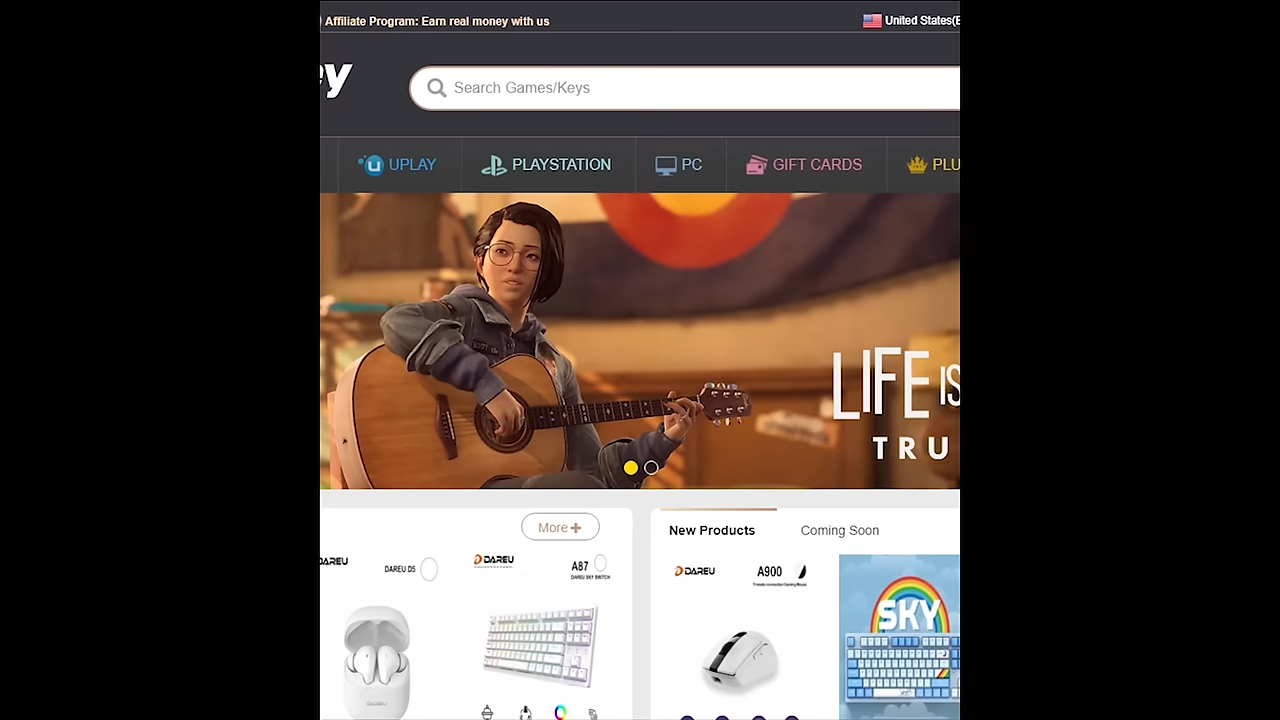 Affiliate Program: Earn real money with us
United States(E
ey
Search Games/Keys
UPLAY
PLAYSTATION
PC
GIFT CARDS
PLU
LIFE IS
TRU
More
New Products
Coming Soon
DAREU
DAREU D5
DAREU
A87
DAREU SKY SWITCH
DAREU
A900
SKY